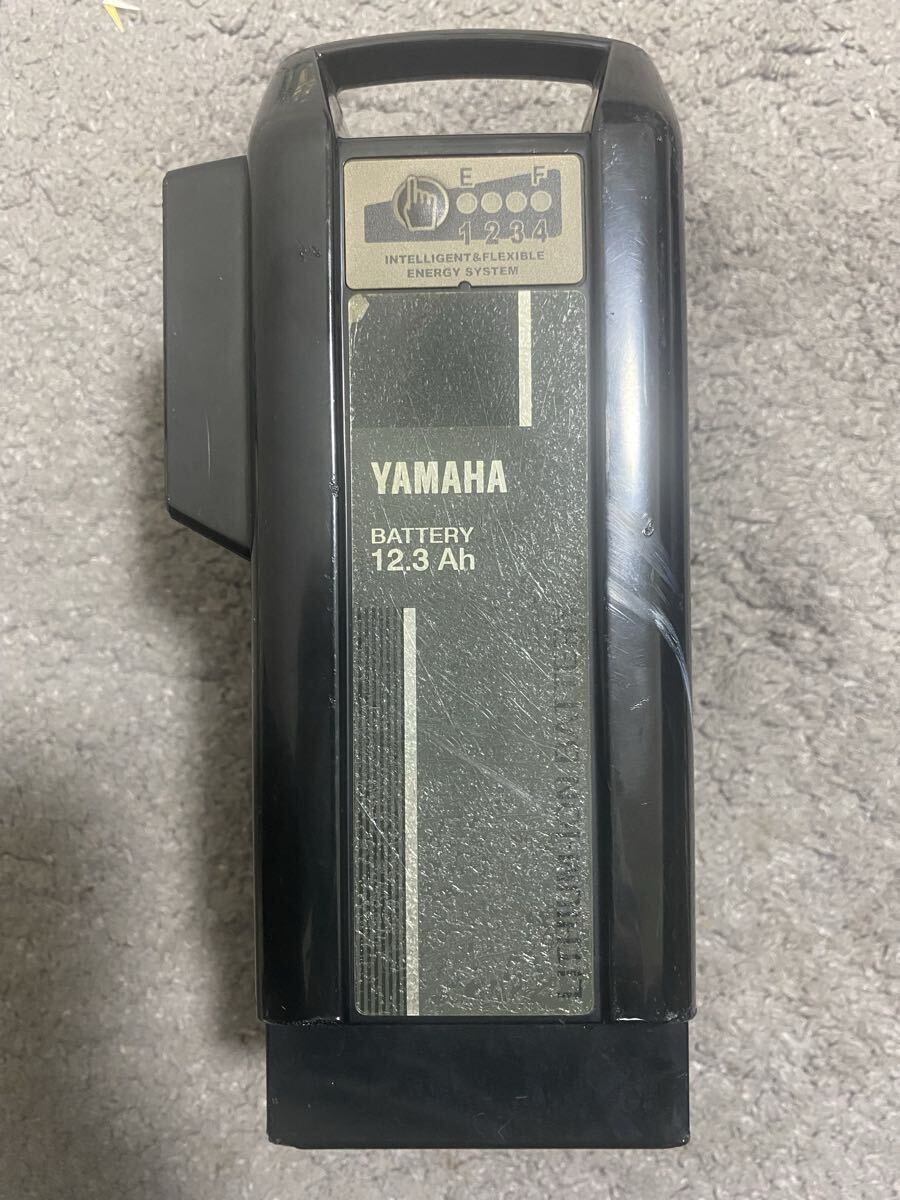 E F
1 2 3 4
INTELLIGENT&FLEXIBLE
ENERGY SYSTEM
YAMAHA
BATTERY
12.3 Ah
LITHIUM-ION BATTERY